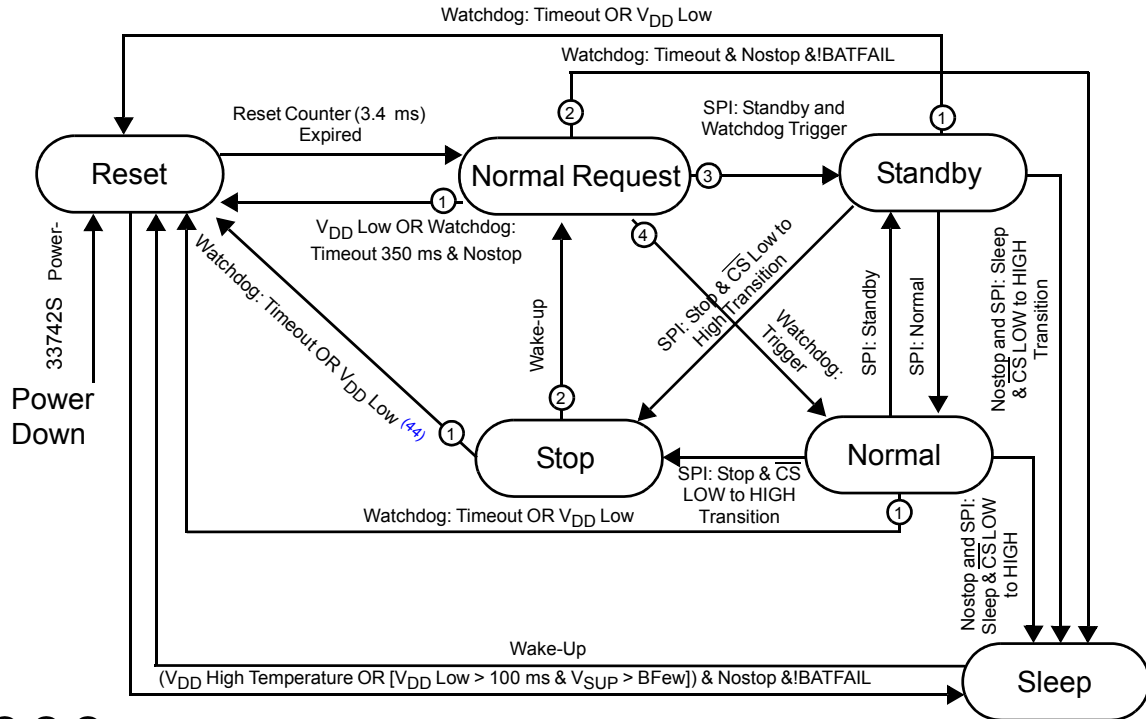 Watchdog: Timeout OR VDD Low
Watchdog: Timeout & Nostop &!BATFAIL
Reset Counter (3.4 ms)
Expired
2
SPI: Standby and
Watchdog Trigger
1
Reset
Normal Request
3
Standby
1
VDD Low OR Watchdog:
Timeout 350 ms & Nostop
4
33742S Power-
Power
Down
Watchdog: Timeout OR VDD Low (44)
Wake-up
SPI: Stop & CS Low to
High Transition
Watchdog:
Trigger
SPI: Standby
SPI: Normal
Nostop and SPI: Sleep
& CS LOW to HIGH
Transition
2
1
Stop
Normal
SPI: Stop & CS
LOW to HIGH
Transition
1
Watchdog: Timeout OR VDD Low
Nostop and SPI:
Sleep & CS LOW
to HIGH
Wake-Up
(VDD High Temperature OR [VDD Low > 100 ms & VSUP > BFew]) & Nostop &!BATFAIL
Sleep